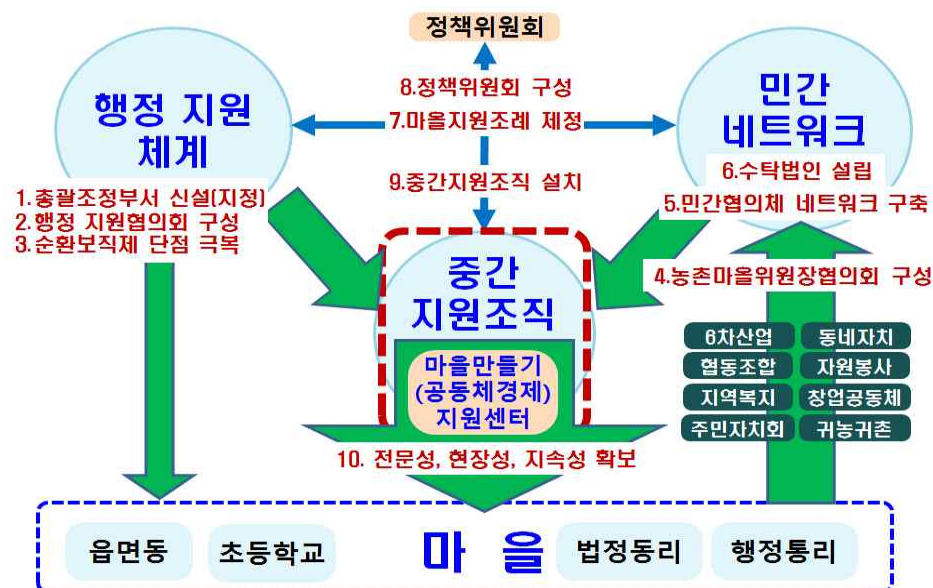 정책위원회
행정 지원
체계
8.정책위원회 구성
7.마을지원조례 제정
9.중간지원조직 설치
민간
네트워크
6.수탁법인 설립
5.민간협의체 네트워크 구축
1.총괄조정부서 신설(지정)
2.행정 지원협의회 구성
3.순환보직제 단점 극복
4.농촌마을위원장협의회 구성
중간
지원조직
마을만들기
(공동체경제)
지원센터
6차산업 동네자치
협동조합 자원봉사
지역복지 창업공동체
주민자치회 귀농귀촌
10. 전문성, 현장성, 지속성 확보
읍면동 초등학교 마 을 법정동리 행정통리